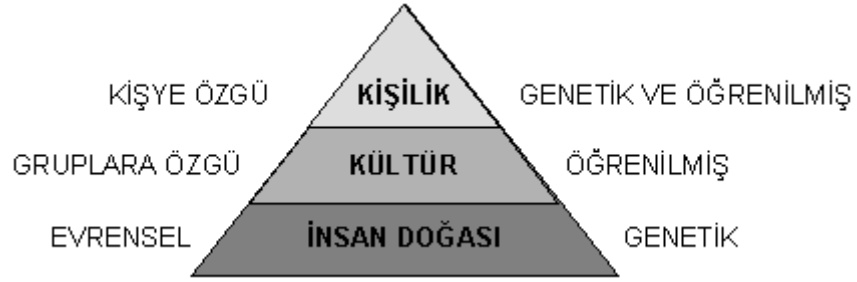 KİŞYE ÖZGÜ KİŞİLİK GENETİK VE ÖĞRENİLMİŞ
GRUPLARA ÖZGÜ KÜLTÜR ÖĞRENİLMİŞ
EVRENSEL İNSAN DOĞASI GENETİK